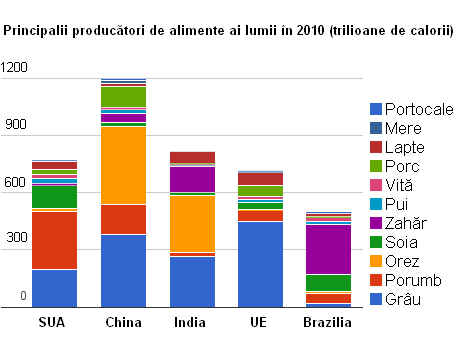 Principalii producători de alimente ai lumii în 2010 (trilioane de calorii)
1200
900
600
300
0
SUA China India UE Brazilia
Portocale
Mere
Lapte
Porc
Vită
Pui
Zahăr
Soia
Orez
Porumb
Grâu